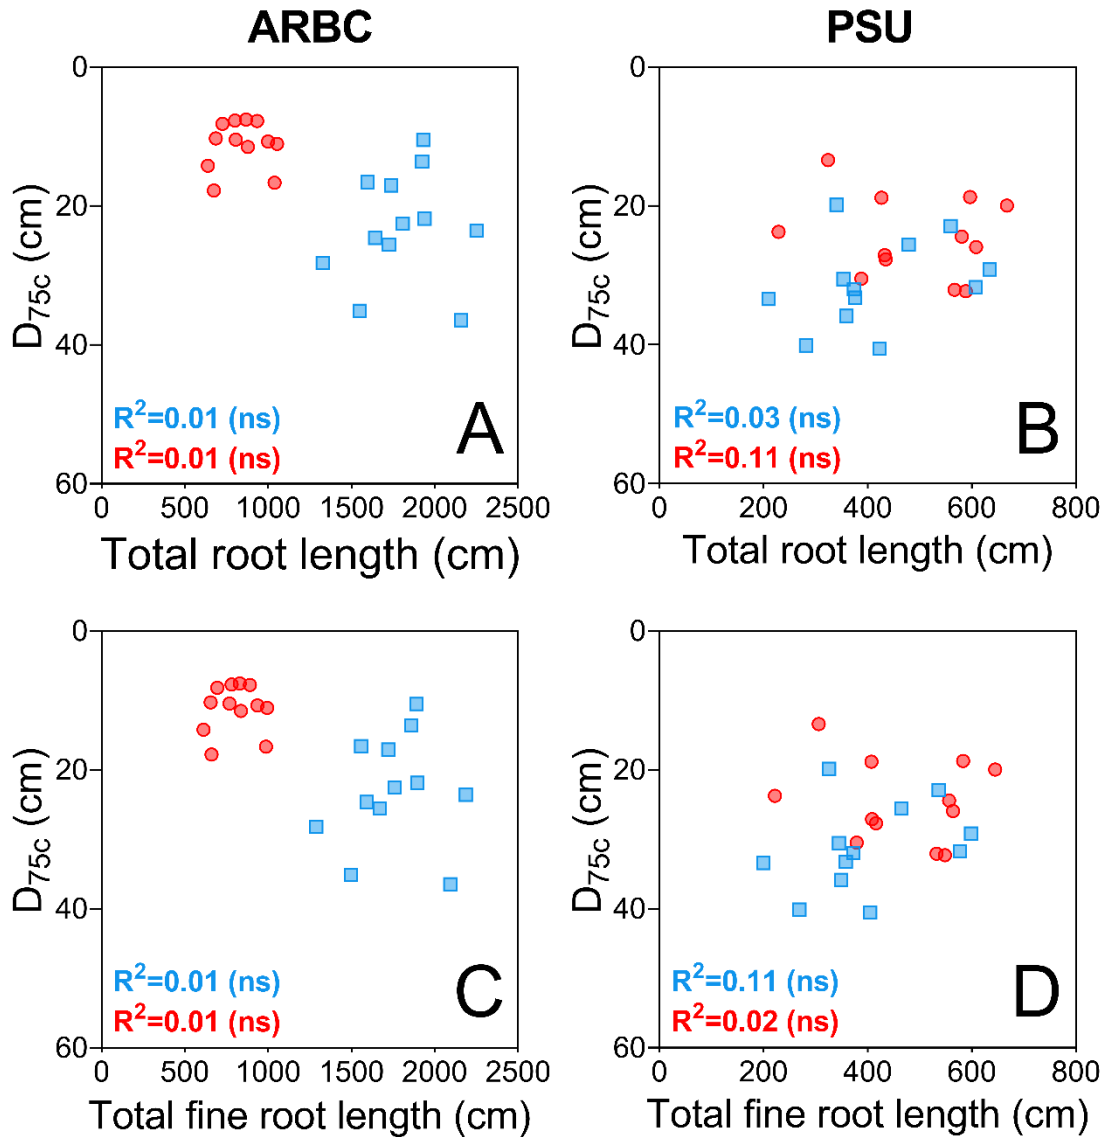 ARBC
PSU
0
20
40
60
D75c (cm)
R²=0.01 (ns)
R²=0.01 (ns)
A
0 500 1000 1500 2000 2500
Total root length (cm)
0
20
40
60
D75c (cm)
R²=0.03 (ns)
R²=0.11 (ns)
B
0 200 400 600 800
Total root length (cm)
0
20
40
60
D75c (cm)
R²=0.01 (ns)
R²=0.01 (ns)
C
0 500 1000 1500 2000 2500
Total fine root length (cm)
0
20
40
60
D75c (cm)
R²=0.11 (ns)
R²=0.02 (ns)
D
0 200 400 600 800
Total fine root length (cm)